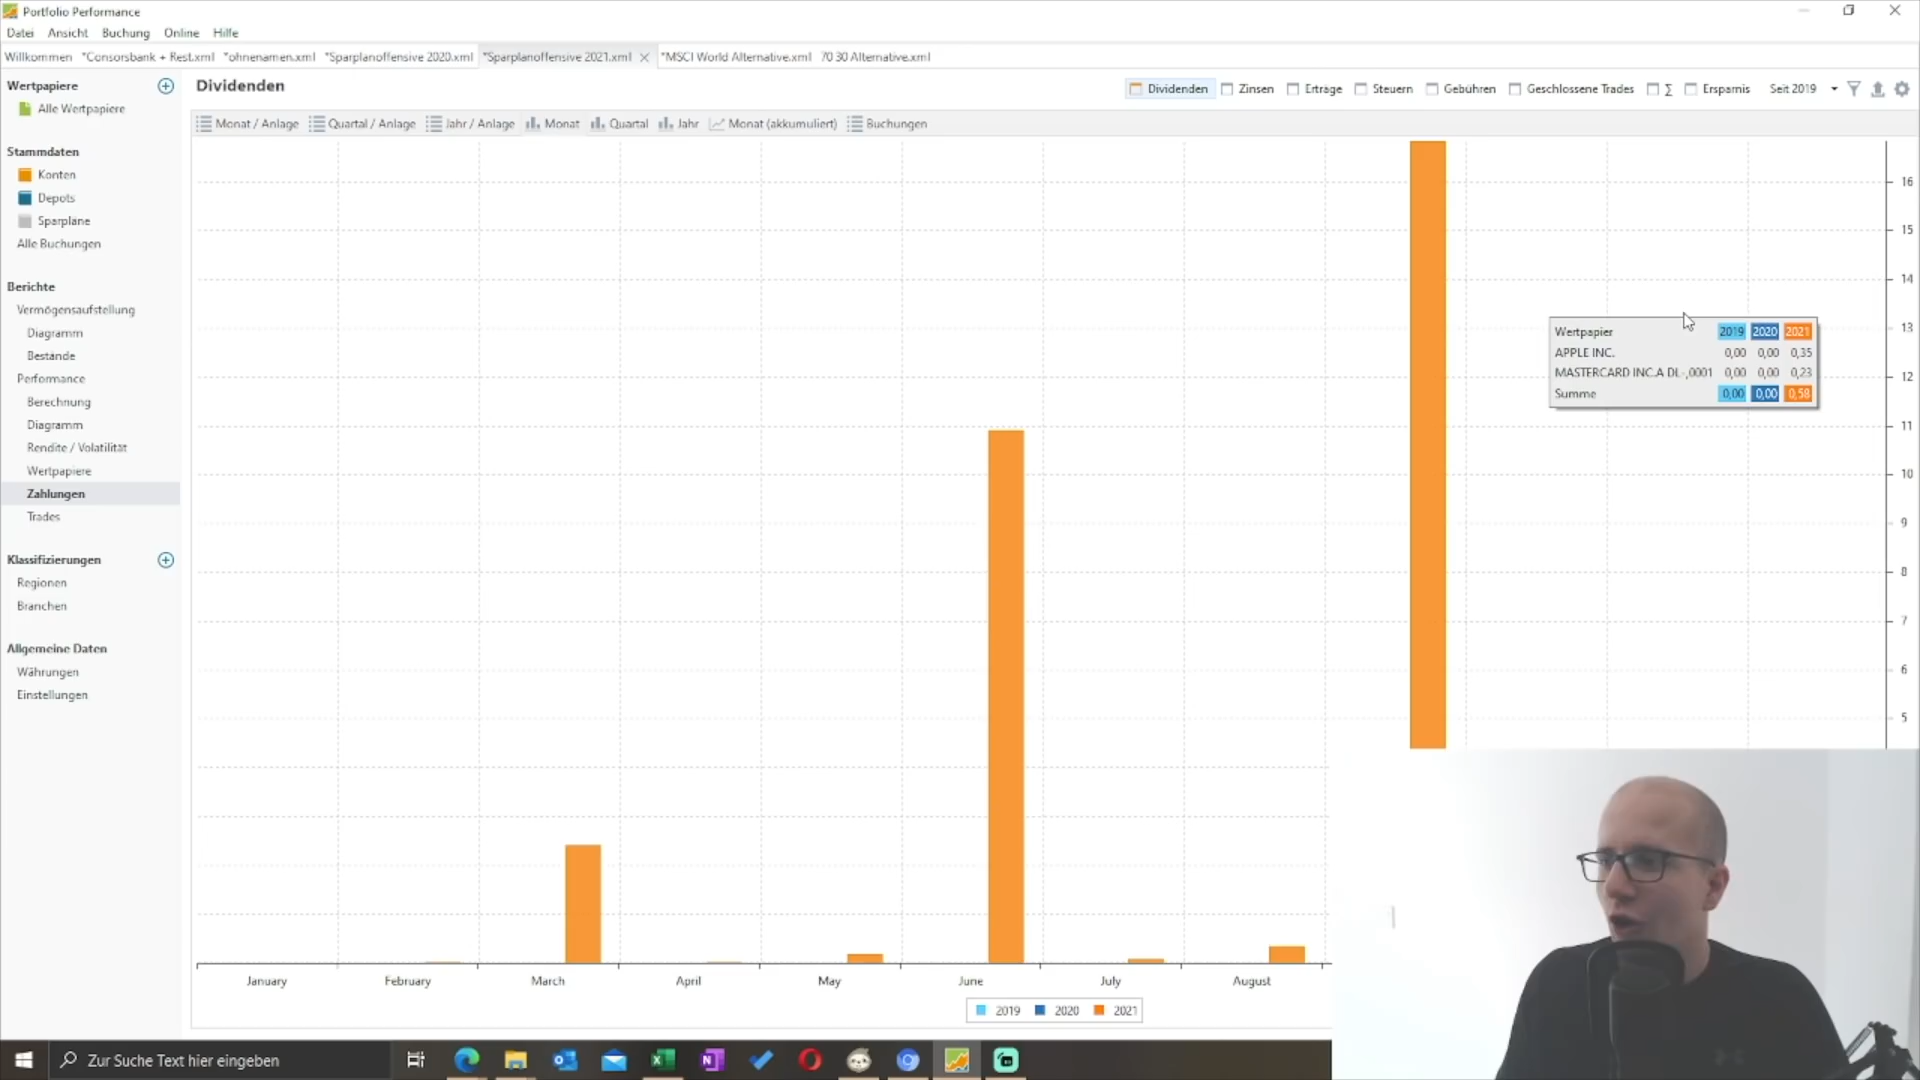 Portfolio Performance
Datei Ansicht Buchung Online Hilfe
Willkommen *Consorsbank + Rest.xml *ohnenamen.xml *Sparplanoffensive 2020.xml *Sparplanoffensive 2021.xml *MSCI World Alternative.xml 70 30 Alternative.xml
Wertpapiere
Alle Wertpapiere
Stammdaten
Konten
Depots
Sparpläne
Alle Buchungen
Berichte
Vermögensaufstellung
Diagramm
Bestände
Performance
Berechnung
Diagramm
Rendite / Volatilität
Wertpapiere
Zahlungen
Trades
Klassifizierungen
Regionen
Branchen
Allgemeine Daten
Währungen
Einstellungen
Dividenden
Dividenden Zinsen Erträge Steuern Gebühren Geschlossene Trades ∑ Ersparnis Seit 2019
Monat / Anlage Quartal / Anlage Jahr / Anlage Monat Quartal Jahr Monat (akkumuliert) Buchungen
16
15
14
13
12
11
10
9
8
7
6
5
Wertpapier 2019 2020 2021
APPLE INC. 0,00 0,00 0,35
MASTERCARD INC.A DL-,0001 0,00 0,00 0,23
Summe 0,00 0,00 0,58
January February March April May June July August
2019 2020 2021
Zur Suche Text hier eingeben